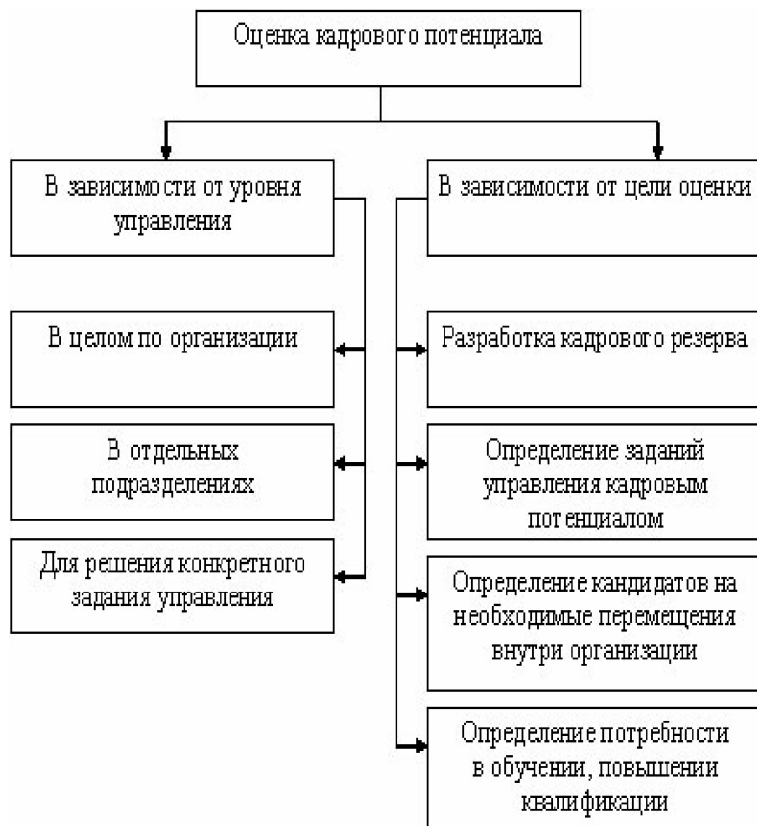 Оценка кадрового потенциала
В зависимости от уровня
управления
В зависимости от цели оценки
В целом по организации
В отдельных
подразделениях
Для решения конкретного
задания управления
Разработка кадрового резерва
Определение заданий
управления кадровым
потенциалом
Определение кандидатов на
необходимые перемещения
внутри организации
Определение потребности
в обучении, повышении
квалификации